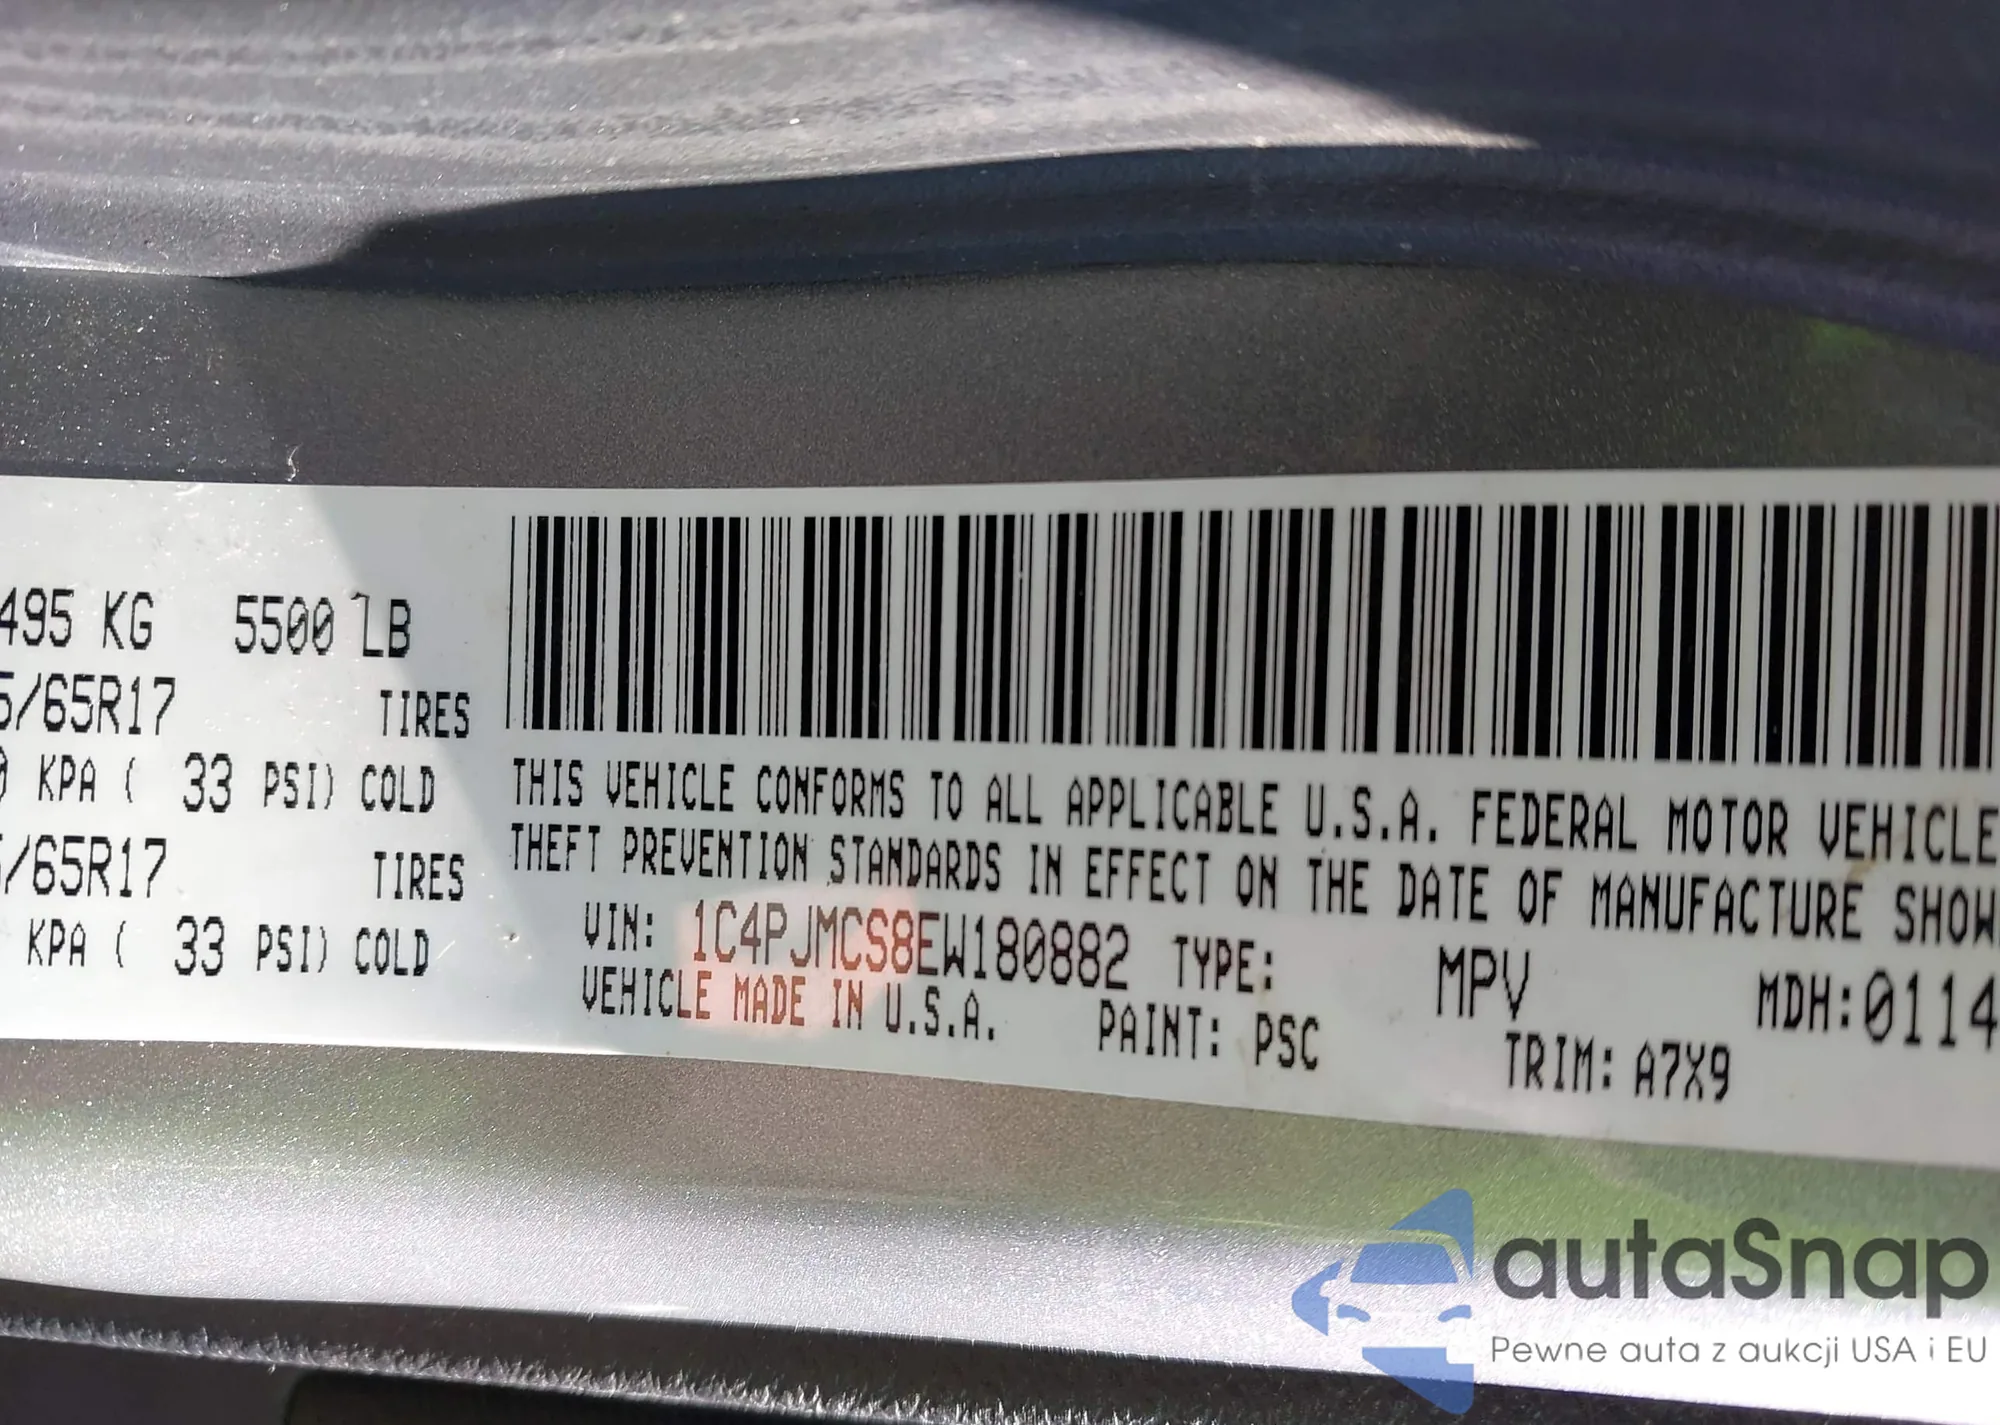 495 KG 5500 LB
5/65R17 TIRES
0 KPA ( 33 PSI) COLD
/65R17 TIRES
KPA ( 33 PSI) COLD
THIS VEHICLE CONFORMS TO ALL APPLICABLE U.S.A. FEDERAL MOTOR VEHICLE
THEFT PREVENTION STANDARDS IN EFFECT ON THE DATE OF MANUFACTURE SHOW
VIN: 1C4PJMCS8EW180882 TYPE: MPV MDH:0114
VEHICLE MADE IN U.S.A. PAINT: PSC TRIM: A7X9
autaSnap
Pewne auta z aukcji USA i EU